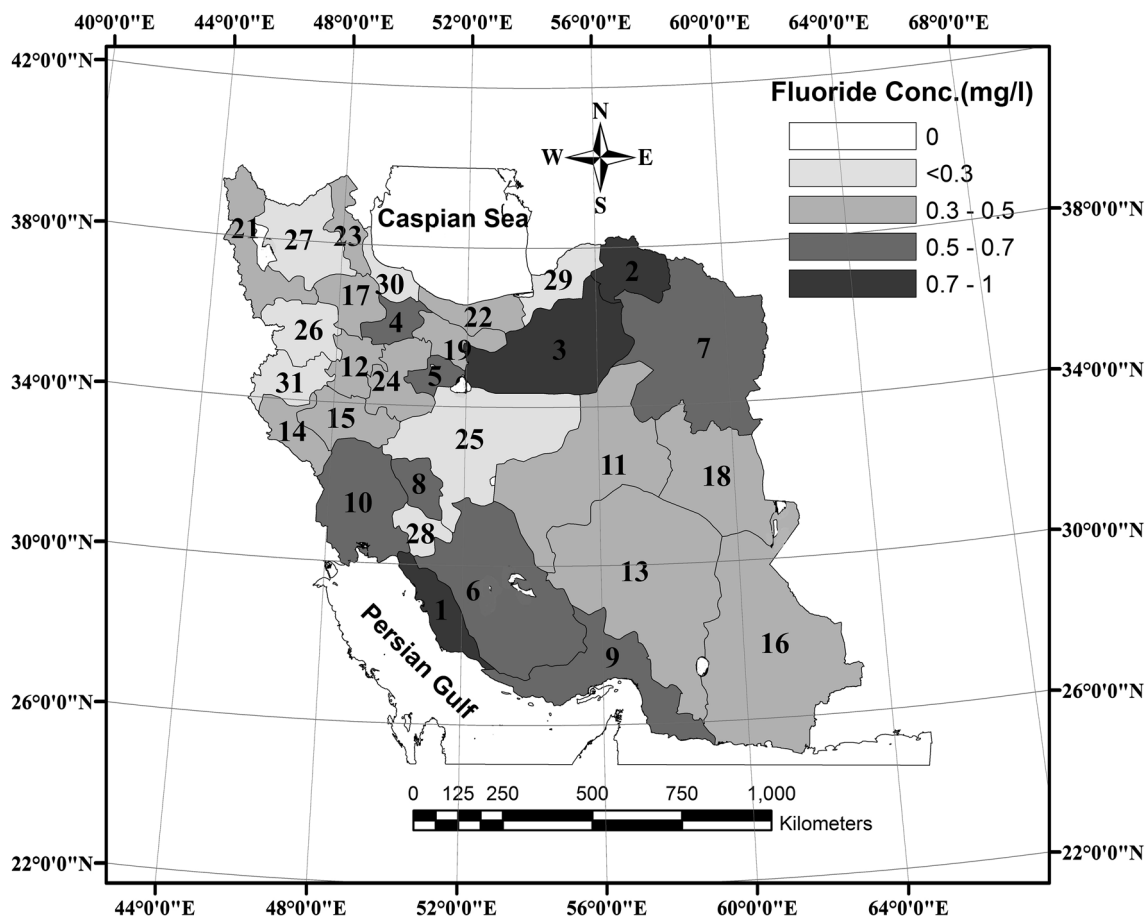 40°0'0"E 44°0'0"E 48°0'0"E 52°0'0"E 56°0'0"E 60°0'0"E 64°0'0"E 68°0'0"E
42°0'0"N
Fluoride Conc.(mg/l)
0
<0.3
0.3 - 0.5
0.5 - 0.7
0.7 - 1
N
W E
S
38°0'0"N 38°0'0"N
Caspian Sea
21
27
23
30
29
2
17
4
22
3
7
26
19
12
5
24
31
34°0'0"N 34°0'0"N
15
14
25
11
18
8
10
28
30°0'0"N 30°0'0"N
13
6
1
16
9
Persian Gulf
26°0'0"N 26°0'0"N
0 125 250 500 750 1,000
Kilometers
22°0'0"N 22°0'0"N
44°0'0"E 48°0'0"E 52°0'0"E 56°0'0"E 60°0'0"E 64°0'0"E